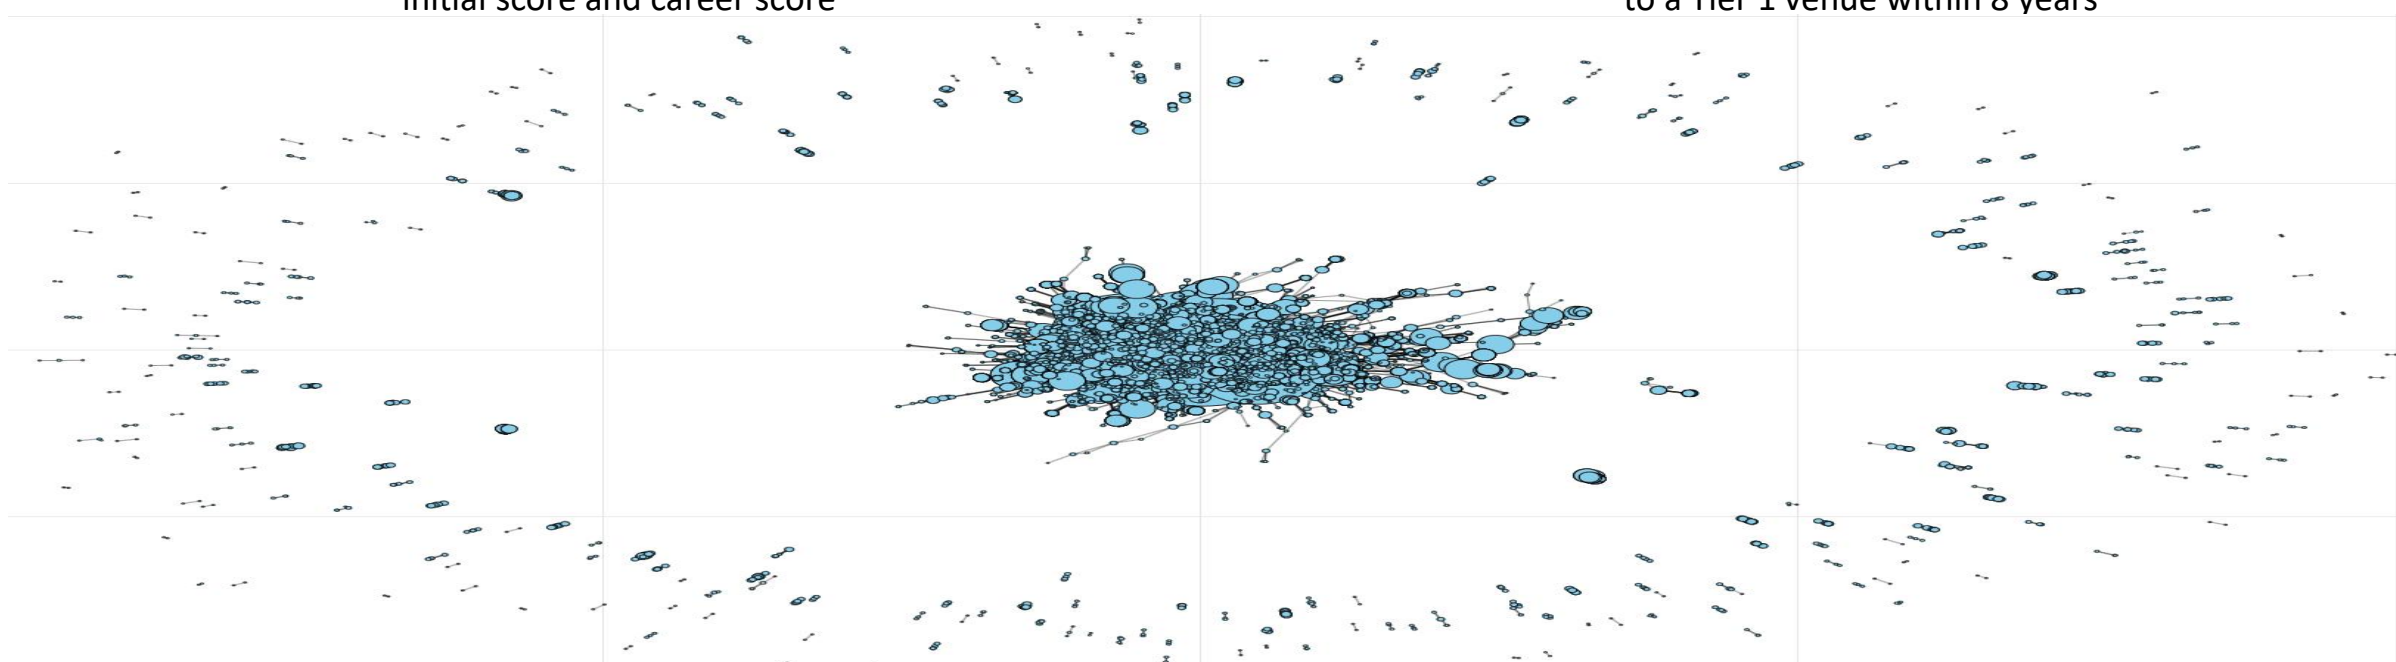 initial score and career score
to a Tier 1 venue within 8 years